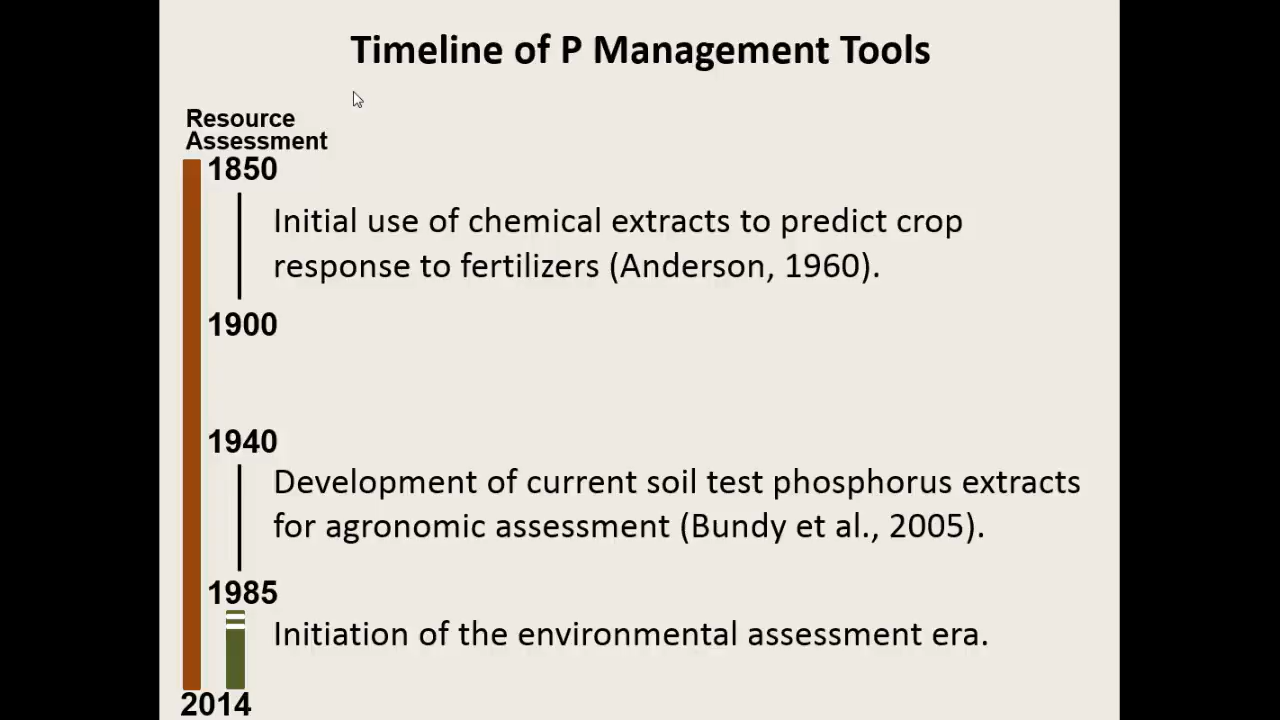 Timeline of P Management Tools
Resource
Assessment
1850
Initial use of chemical extracts to predict crop
response to fertilizers (Anderson, 1960).
1900
1940
Development of current soil test phosphorus extracts
for agronomic assessment (Bundy et al., 2005).
1985
Initiation of the environmental assessment era.
2014